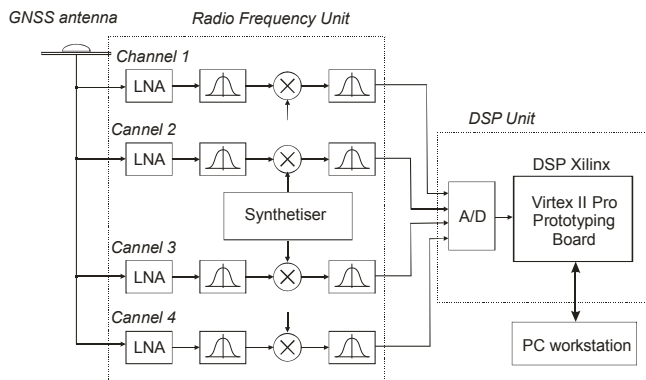 GNSS antenna
Radio Frequency Unit
Channel 1
LNA
Cannel 2
LNA
Synthetiser
Cannel 3
LNA
Cannel 4
LNA
DSP Unit
A/D
DSP Xilinx
Virtex II Pro
Prototyping
Board
PC workstation